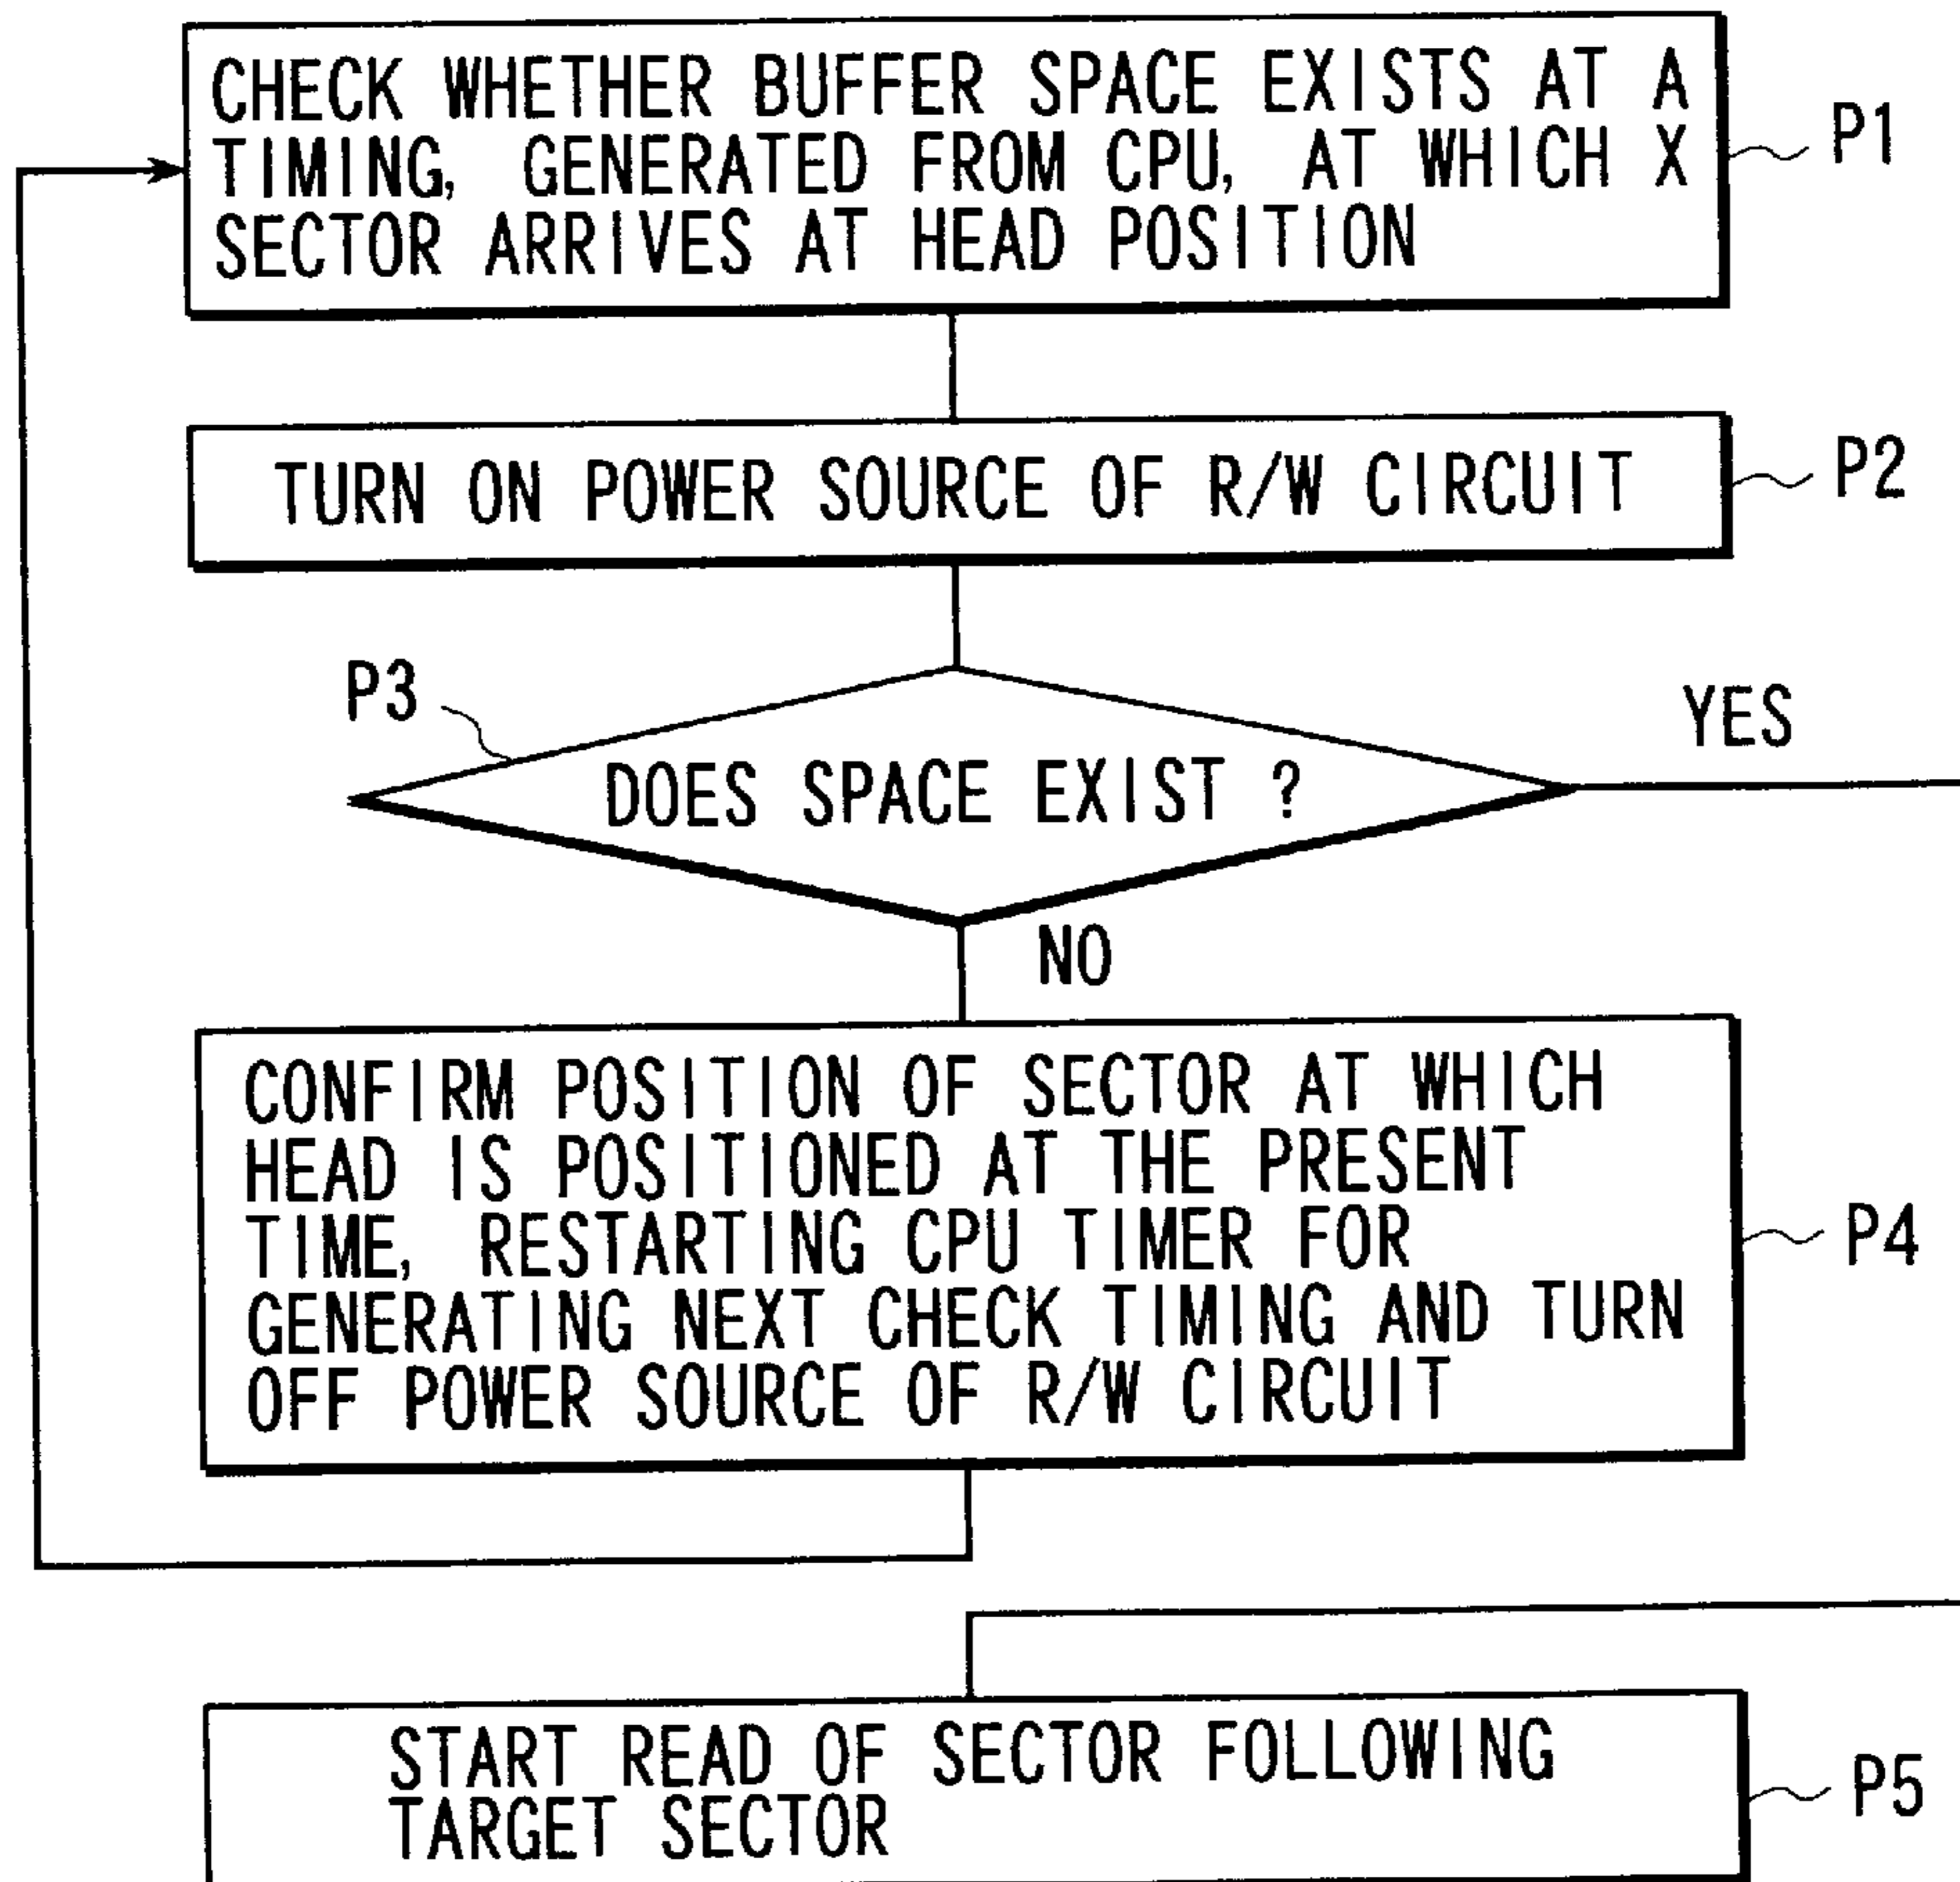 CHECK WHETHER BUFFER SPACE EXISTS AT A
TIMING, GENERATED FROM CPU, AT WHICH X
SECTOR ARRIVES AT HEAD POSITION
P1
TURN ON POWER SOURCE OF R/W CIRCUIT
P2
P3
DOES SPACE EXIST ?
YES
NO
CONFIRM POSITION OF SECTOR AT WHICH
HEAD IS POSITIONED AT THE PRESENT
TIME, RESTARTING CPU TIMER FOR
GENERATING NEXT CHECK TIMING AND TURN
OFF POWER SOURCE OF R/W CIRCUIT
P4
START READ OF SECTOR FOLLOWING
TARGET SECTOR
P5